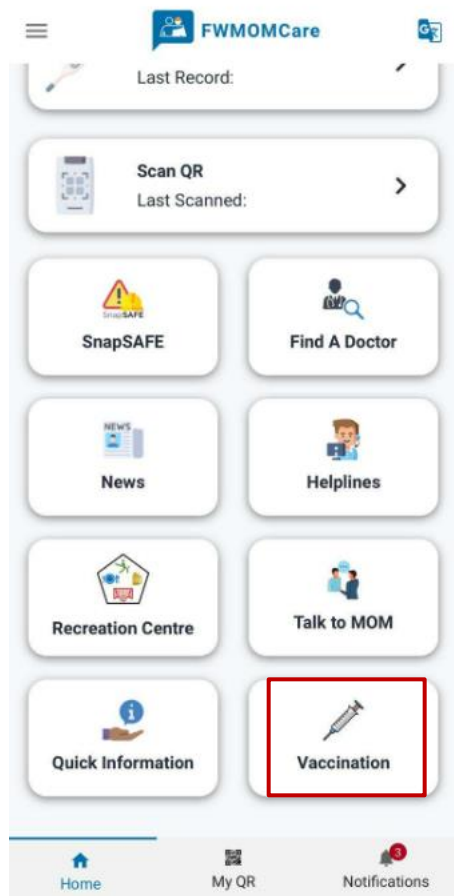 FWMOMCare
Last Record:
Scan QR
Last Scanned:
SnapSAFE
SnapSAFE
Find A Doctor
NEWS
News
Helplines
Recreation Centre
Talk to MOM
Quick Information
Vaccination
3
Home
My QR
Notifications